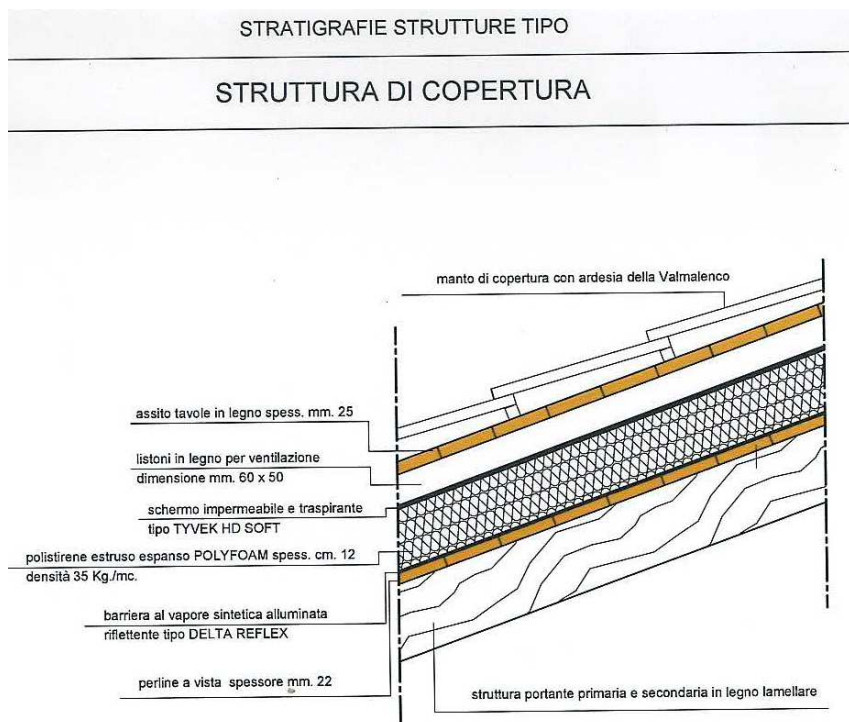 STRATIGRAFIE STRUTTURE TIPO
STRUTTURA DI COPERTURA
manto di copertura con ardesia della Valmalenco
assito tavole in legno spess. mm. 25
listoni in legno per ventilazione
dimensione mm. 60 x 50
schermo impermeabile e traspirante
tipo TYVEK HD SOFT
polistirene estruso espanso POLYFOAM spess. cm. 12
densità 35 Kg./mc.
barriera al vapore sintetica alluminata
riflettente tipo DELTA REFLEX
perline a vista spessore mm. 22
struttura portante primaria e secondaria in legno lamellare